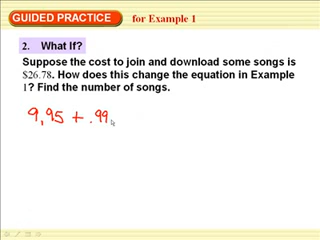 GUIDED PRACTICE for Example 1
2. What If?
Suppose the cost to join and download some songs is
$26.78. How does this change the equation in Example
1? Find the number of songs.
9.95 + .99